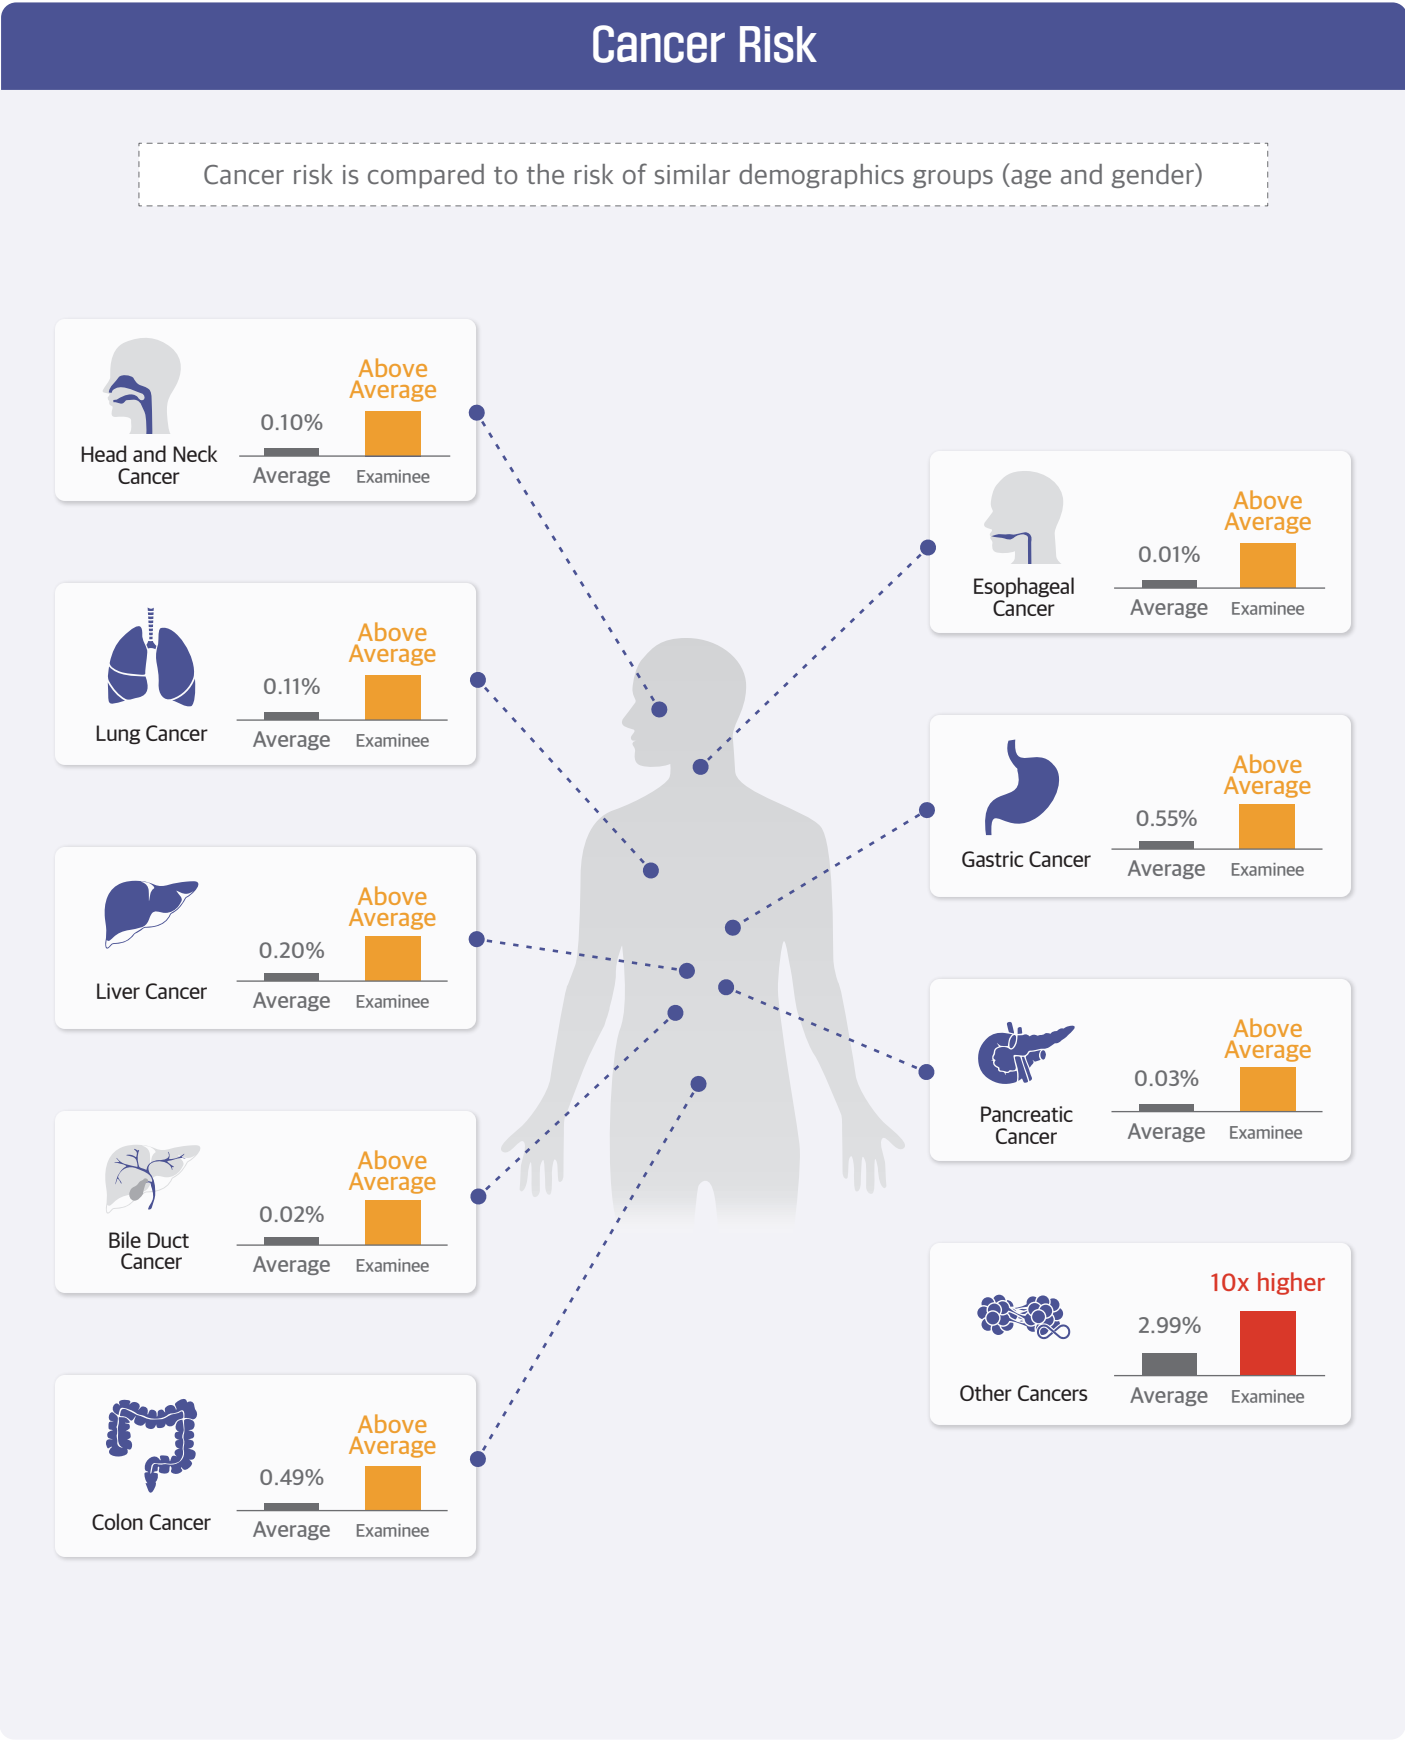 Cancer Risk
Cancer risk is compared to the risk of similar demographics groups (age and gender)
Above
Average
0.10%
Head and Neck
Cancer
Average
Examinee
Above
Average
0.11%
Lung Cancer
Average
Examinee
Above
Average
0.20%
Liver Cancer
Average
Examinee
Above
Average
0.02%
Bile Duct
Cancer
Average
Examinee
Above
Average
0.49%
Colon Cancer
Average
Examinee
Above
Average
0.01%
Esophageal
Cancer
Average
Examinee
Above
Average
0.55%
Gastric Cancer
Average
Examinee
Above
Average
0.03%
Pancreatic
Cancer
Average
Examinee
10x higher
2.99%
Other Cancers
Average
Examinee